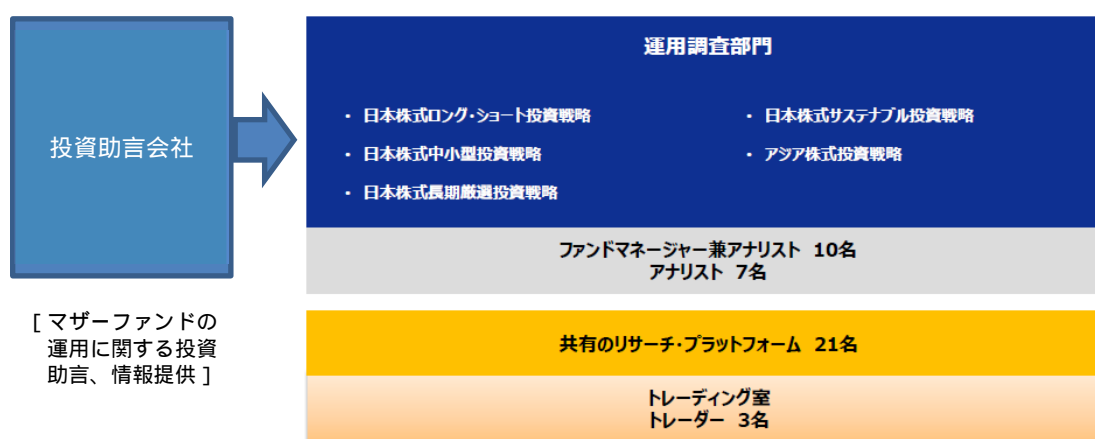 投資助言会社
[ マザーファンドの
運用に関する投資
助言、情報提供 ]
運用調査部門
・ 日本株式ロング・ショート投資戦略
・ 日本株式中小型投資戦略
・ 日本株式長期厳選投資戦略
・ 日本株式サステナブル投資戦略
・ アジア株式投資戦略
ファンドマネージャー兼アナリスト 10名
アナリスト 7名
共有のリサーチ・プラットフォーム 21名
トレーディング室
トレーダー 3名